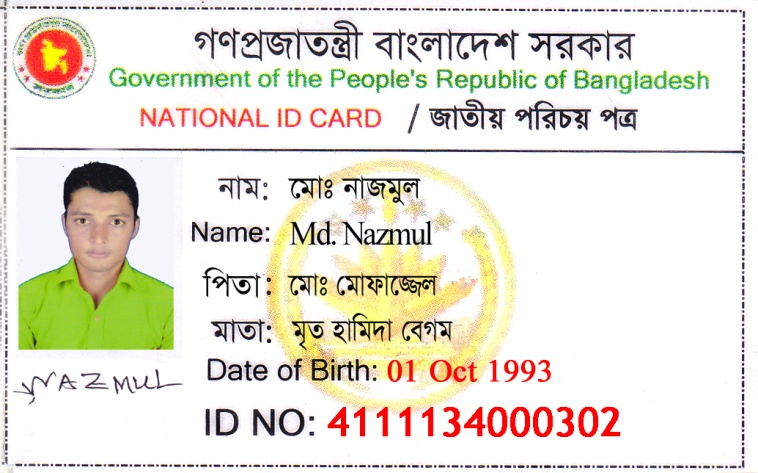 গণপ্রজাতন্ত্রী বাংলাদেশ সরকার
Government of the People's Republic of Bangladesh
NATIONAL ID CARD / জাতীয় পরিচয় পত্র
নাম: মোঃ নাজমুল
Name: Md. Nazmul
পিতা: মোঃ মোফাজ্জেল
মাতা: মৃত হামিদা বেগম
Date of Birth: 01 Oct 1993
NAZMUL
ID NO: 4111134000302